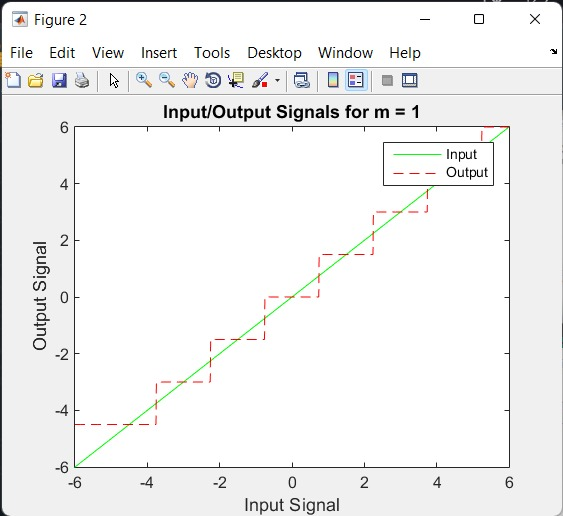 Figure 2
File Edit View Insert Tools Desktop Window Help
Input/Output Signals for m = 1
6
4
2
0
-2
-4
-6
Output Signal
Input
Output
-6 -4 -2 0 2 4 6
Input Signal